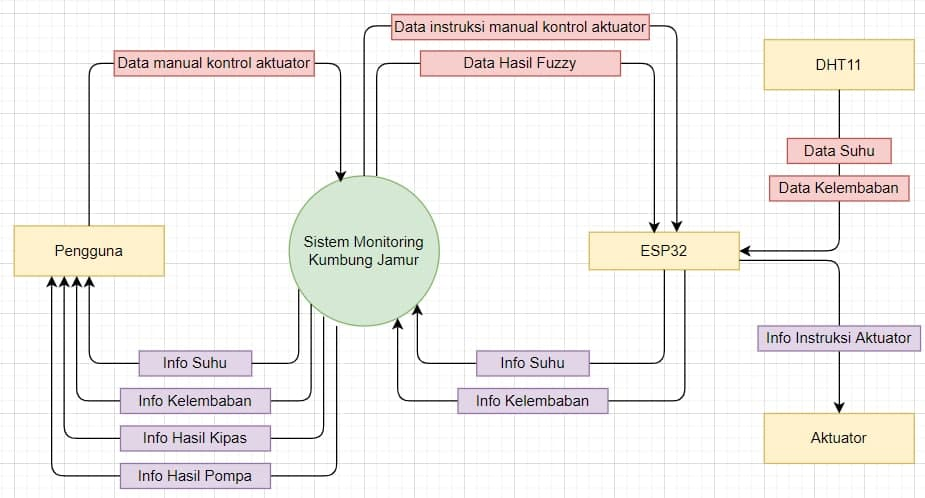 Data instruksi manual kontrol aktuator
Data manual kontrol aktuator
Data Hasil Fuzzy
DHT11
Data Suhu
Data Kelembaban
Pengguna
Sistem Monitoring
Kumbung Jamur
ESP32
Info Instruksi Aktuator
Info Suhu
Info Suhu
Info Kelembaban
Info Kelembaban
Info Hasil Kipas
Aktuator
Info Hasil Pompa